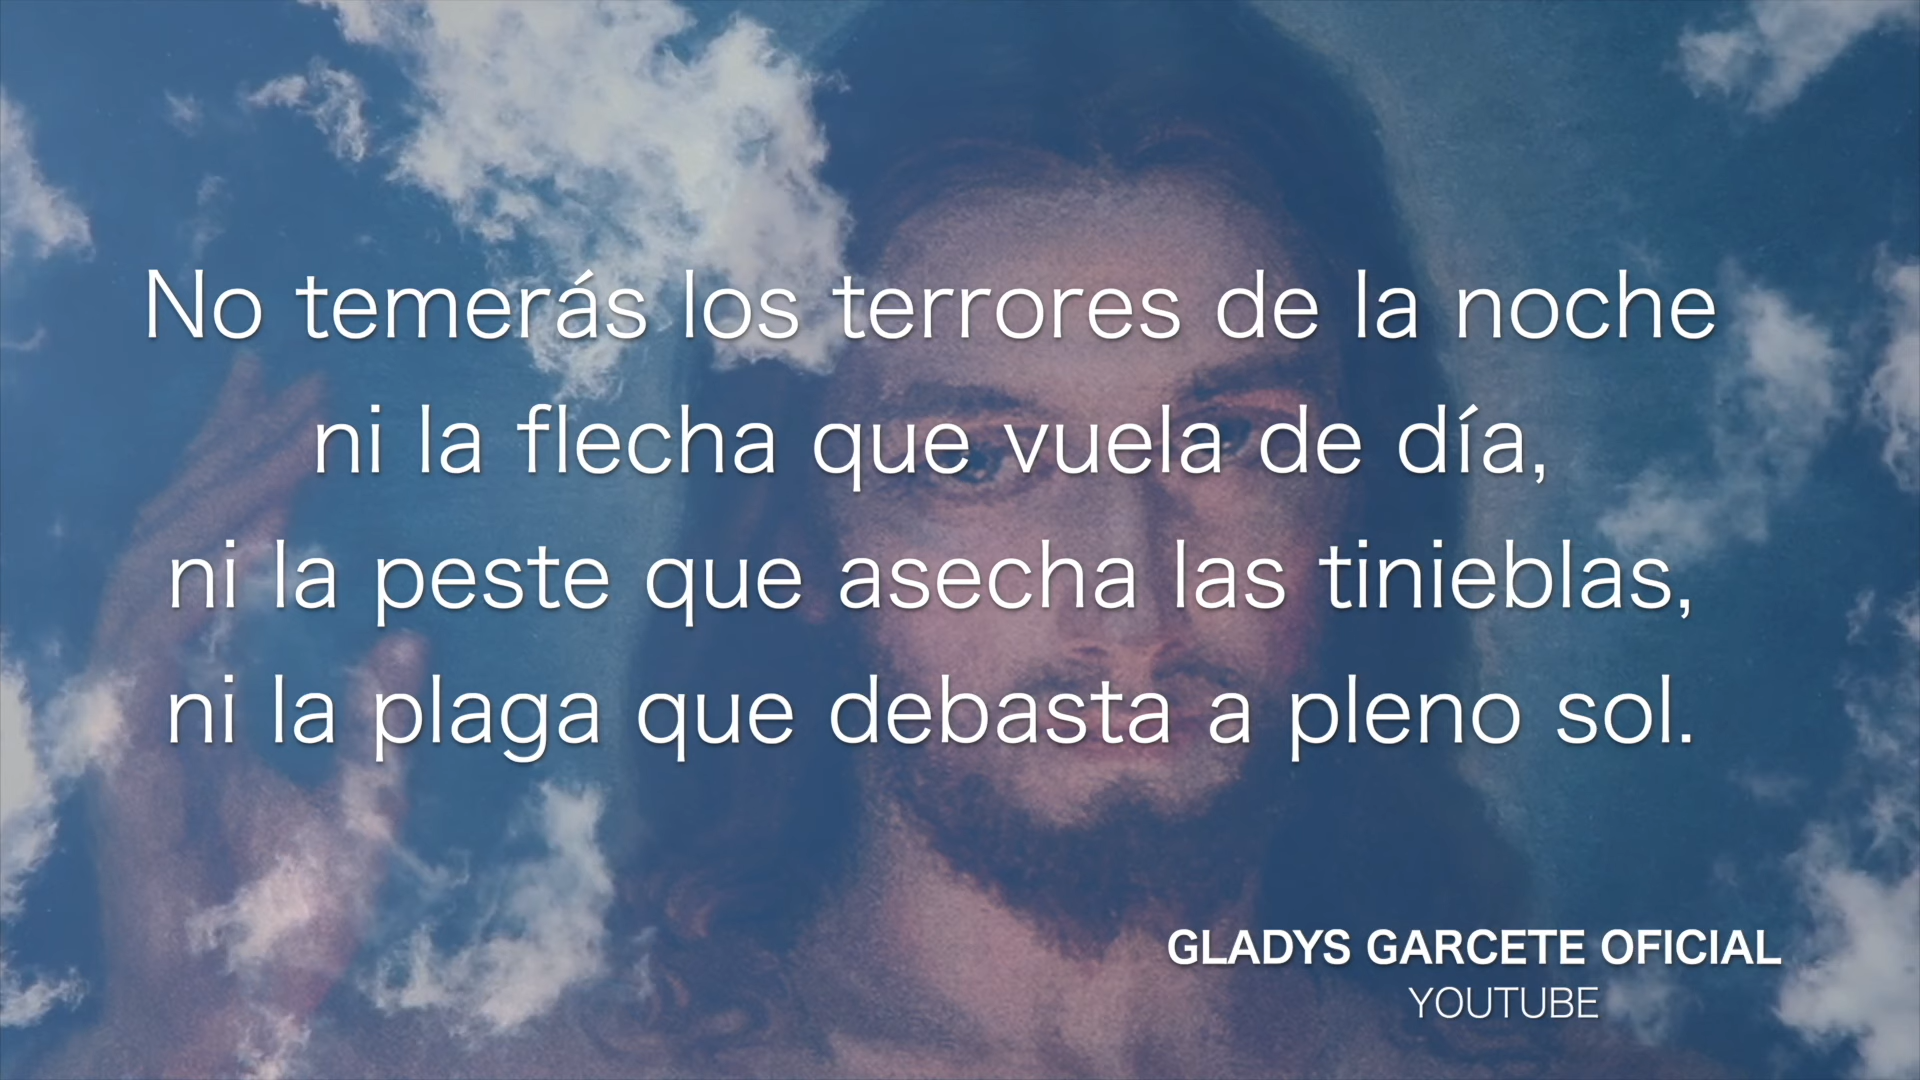 No temerás los terrores de la noche
ni la flecha que vuela de día,
ni la peste que asecha las tinieblas,
ni la plaga que debasta a pleno sol.
GLADYS GARCETE OFICIAL
YOUTUBE